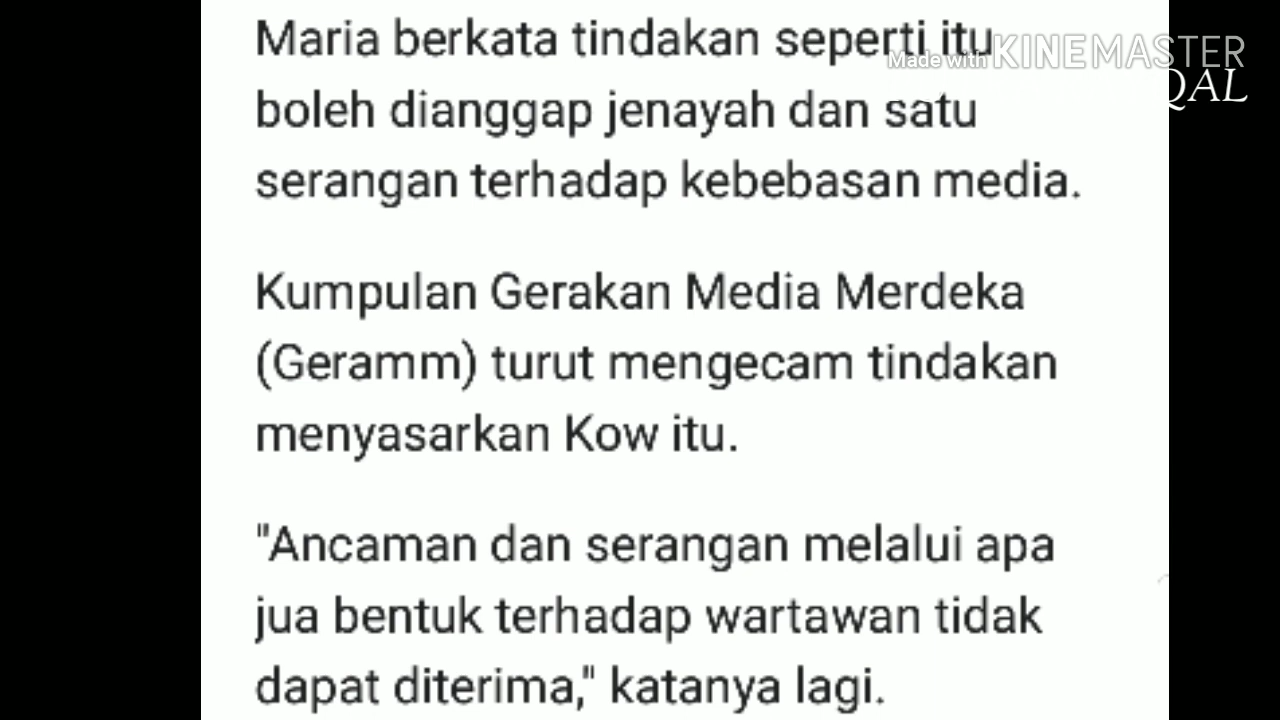 Maria berkata tindakan seperti itu
boleh dianggap jenayah dan satu
serangan terhadap kebebasan media.
Kumpulan Gerakan Media Merdeka
(Geramm) turut mengecam tindakan
menyasarkan Kow itu.
"Ancaman dan serangan melalui apa
jua bentuk terhadap wartawan tidak
dapat diterima," katanya lagi.
Made with KINEMASTER
QAL